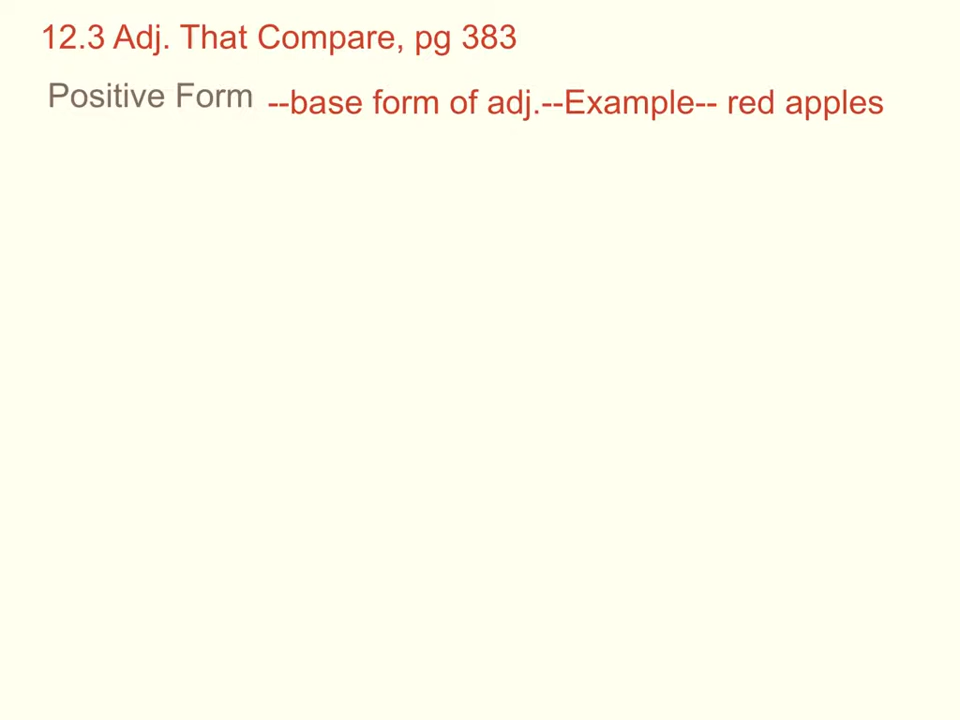 12.3 Adj. That Compare, pg 383
Positive Form --base form of adj.--Example-- red apples